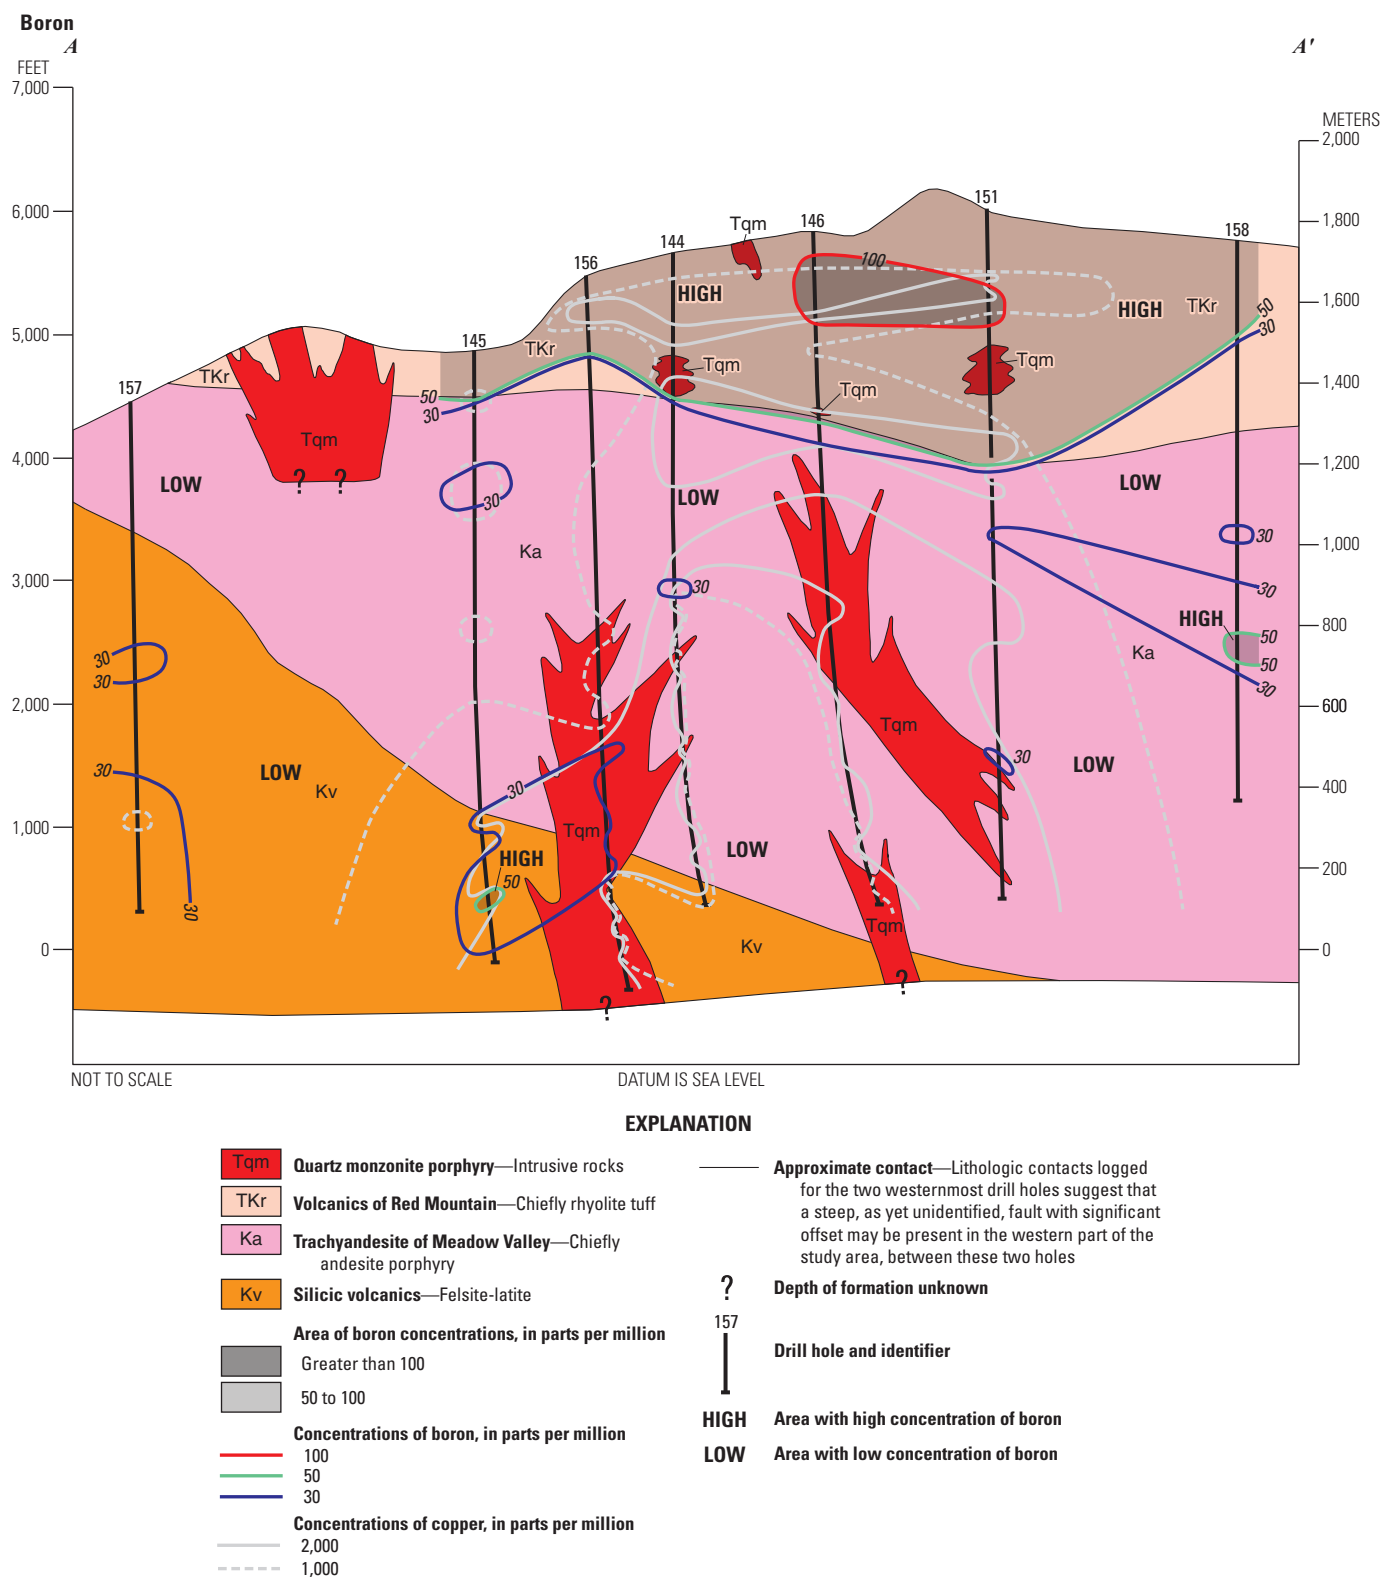 Boron
A
A'
FEET
7,000
METERS
2,000
6,000
151
1,800
Tqm
146
158
144
156
100
HIGH
HIGH
TKr
50
1,600
30
5,000
145
TKr
Tqm
Tqm
TKr
157
Tqm
1,400
50
30
Tqm
4,000
? ?
LOW
LOW
LOW
1,200
30
Ka
30
1,000
3,000
30
30
HIGH
50
800
30
Ka
50
30
30
2,000
600
Tqm
30
LOW
LOW
30
Kv
30
400
1,000
Tqm
LOW
HIGH
50
200
30
Tqm
Kv
0
0
?
?
NOT TO SCALE
DATUM IS SEA LEVEL
EXPLANATION
Tqm
Quartz monzonite porphyry—Intrusive rocks
TKr
Volcanics of Red Mountain—Chiefly rhyolite tuff
Ka
Trachyandesite of Meadow Valley—Chiefly
andesite porphyry
Kv
Silicic volcanics—Felsite-latite
Area of boron concentrations, in parts per million
Greater than 100
50 to 100
Concentrations of boron, in parts per million
100
50
30
Concentrations of copper, in parts per million
2,000
1,000
Approximate contact—Lithologic contacts logged
for the two westernmost drill holes suggest that
a steep, as yet unidentified, fault with significant
offset may be present in the western part of the
study area, between these two holes
?
Depth of formation unknown
157
Drill hole and identifier
HIGH
Area with high concentration of boron
LOW
Area with low concentration of boron